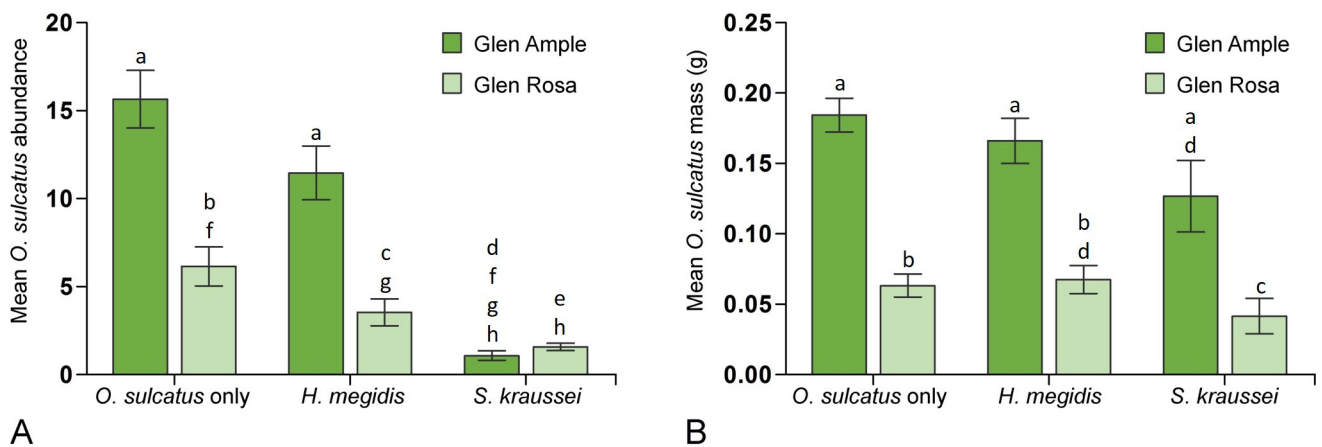 20
15
10
5
0
Mean O. sulcatus abundance
Glen Ample
Glen Rosa
a
b
f
a
c
g
d
f
g
h
e
h
O. sulcatus only
H. megidis
S. kraussei
A
0.25
0.20
0.15
0.10
0.05
0.00
Mean O. sulcatus mass (g)
Glen Ample
Glen Rosa
a
b
a
b
d
a
d
c
O. sulcatus only
H. megidis
S. kraussei
B